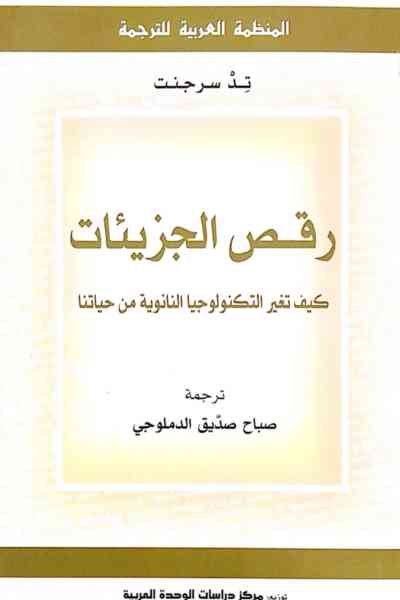 المنظمة العربية للترجمة
تِدْ سرجنت
رقص الجزيئات
كيف تغير التكنولوجيا النانوية من حياتنا
ترجمة
صباح صدّيق الدملوجي
توزيع: مركز دراسات الوحدة العربية